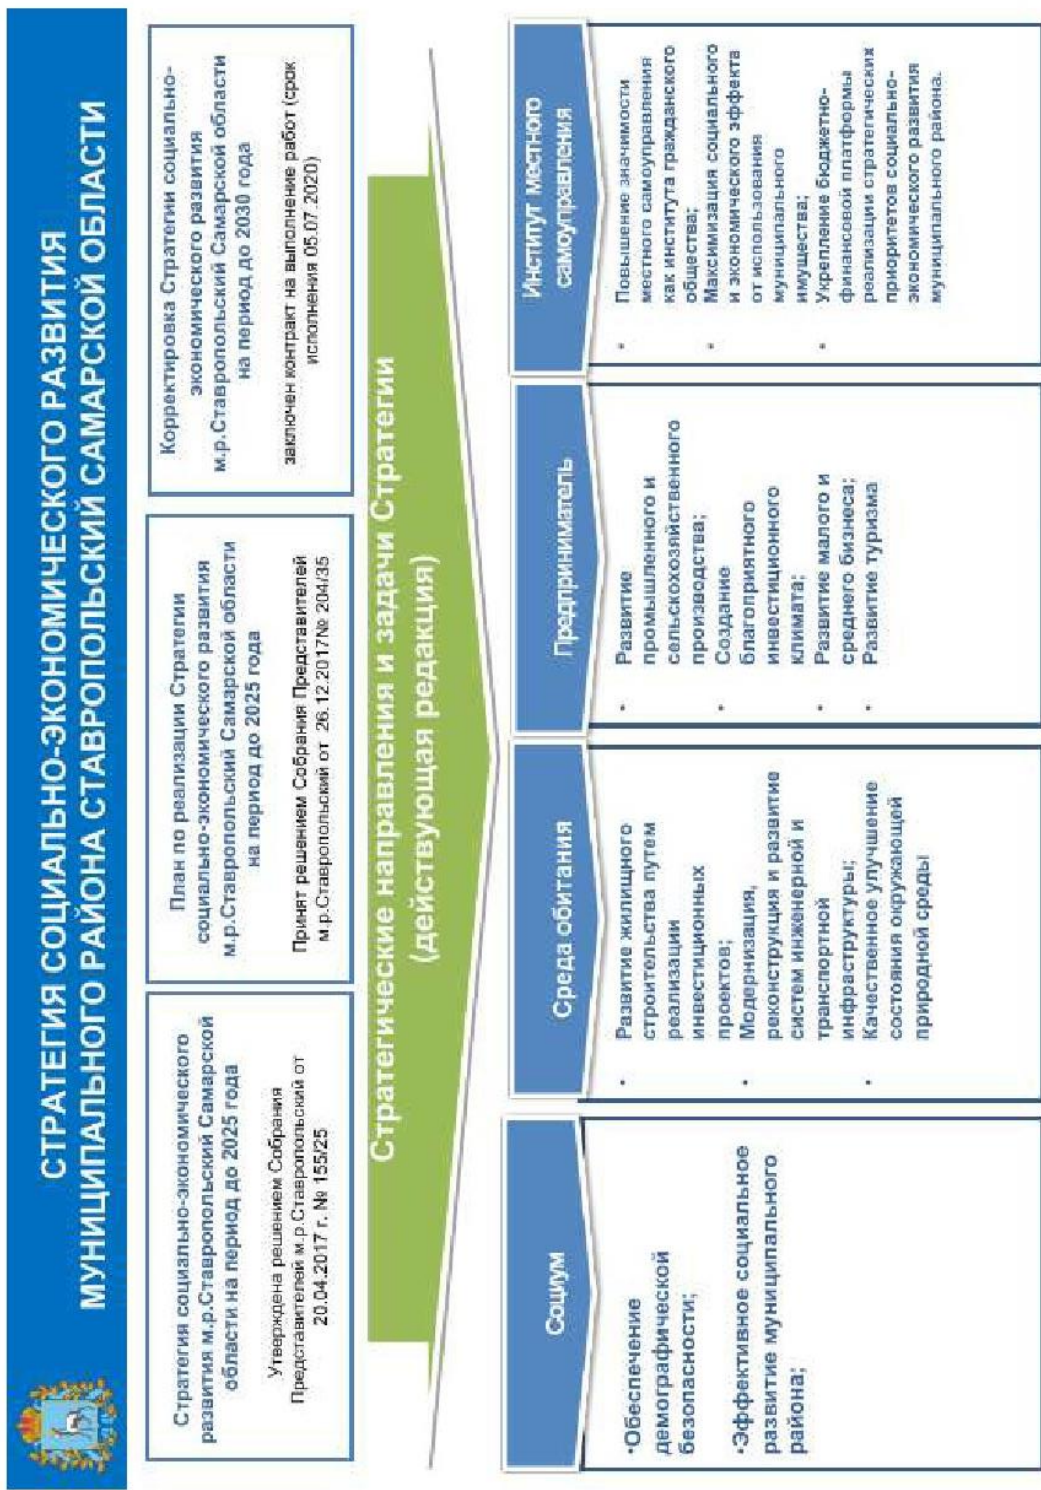 СТРАТЕГИЯ СОЦИАЛЬНО-ЭКОНОМИЧЕСКОГО РАЗВИТИЯ
МУНИЦИПАЛЬНОГО РАЙОНА СТАВРОПОЛЬСКИЙ САМАРСКОЙ ОБЛАСТИ
Стратегия социально-экономического
развития м.р.Ставропольский Самарской
области на период до 2025 года
Утверждена решением Собрания
Представителей м.р.Ставропольский от
20.04.2017 г. № 155/25
План по реализации Стратегии
социально-экономического развития
м.р.Ставропольский Самарской области
на период до 2025 года
Принят решением Собрания Представителей
м.р.Ставропольский от 26.12.2017№ 204/35
Корректировка Стратегии социально-
экономического развития
м.р.Ставропольский Самарской области
на период до 2030 года
заключен контракт на выполнение работ (срок
исполнения 05.07.2020)
Стратегические направления и задачи Стратегии
(действующая редакция)
Социум
•Обеспечение
демографической
безопасности;
•Эффективное социальное
развитие муниципального
района;
Среда обитания
• Развитие жилищного
строительства путем
реализации
инвестиционных
проектов;
• Модернизация,
реконструкция и развитие
систем инженерной и
транспортной
инфраструктуры;
• Качественное улучшение
состояния окружающей
природной среды
Предприниматель
• Развитие
промышленного и
сельскохозяйственного
производства;
• Создание
благоприятного
инвестиционного
климата;
• Развитие малого и
среднего бизнеса;
• Развитие туризма
Институт местного
самоуправления
• Повышение значимости
местного самоуправления
как института гражданского
общества;
• Максимизация социального
и экономического эффекта
от использования
муниципального
имущества;
• Укрепление бюджетно-
финансовой платформы
реализации стратегических
приоритетов социально-
экономического развития
муниципального района.